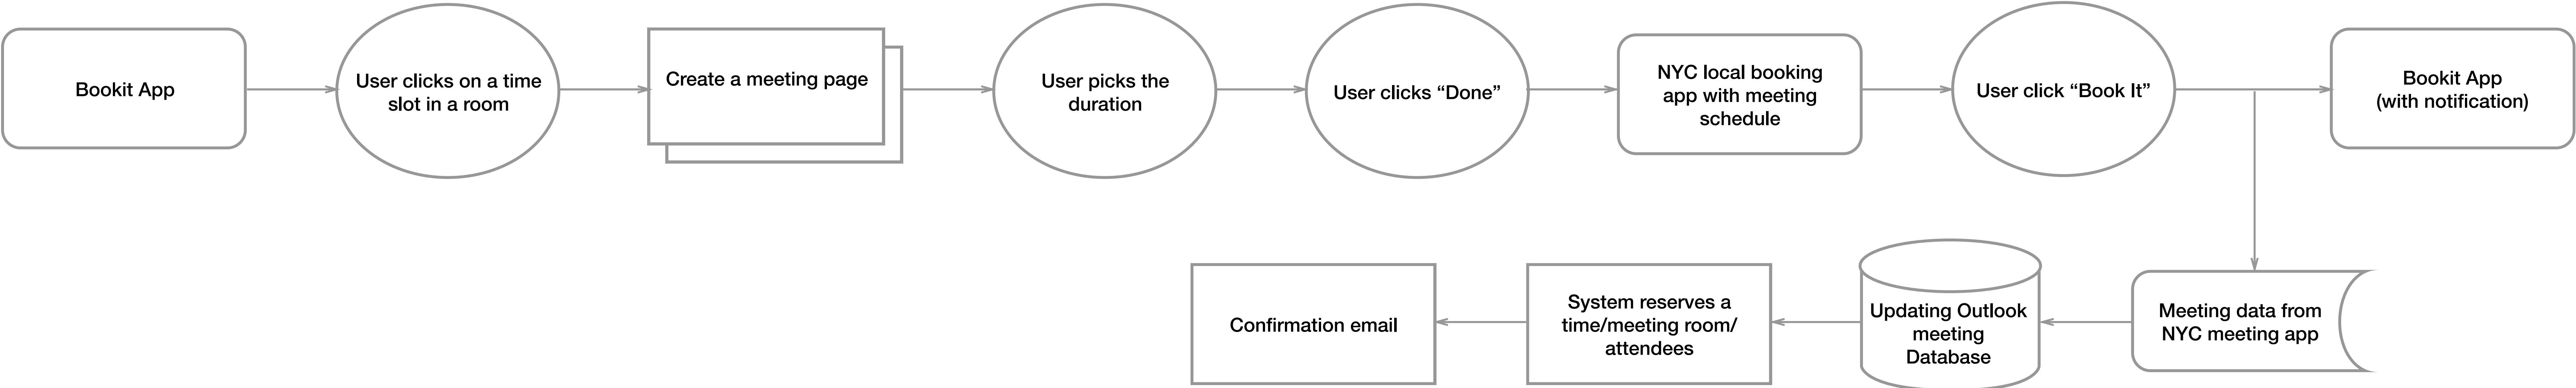 Bookit App
User clicks on a time
slot in a room
Create a meeting page
User picks the
duration
User clicks “Done”
NYC local booking
app with meeting
schedule
User click “Book It”
Bookit App
(with notification)
Confirmation email
System reserves a
time/meeting room/
attendees
Updating Outlook
meeting
Database
Meeting data from
NYC meeting app